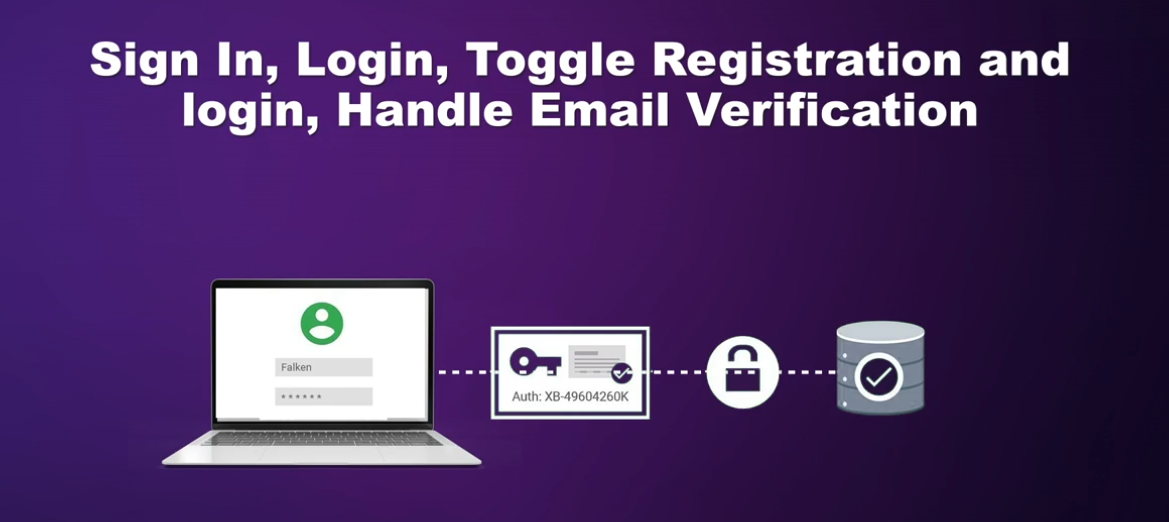 Sign In, Login, Toggle Registration and
login, Handle Email Verification
Falken
******
Auth: XB-49604260K